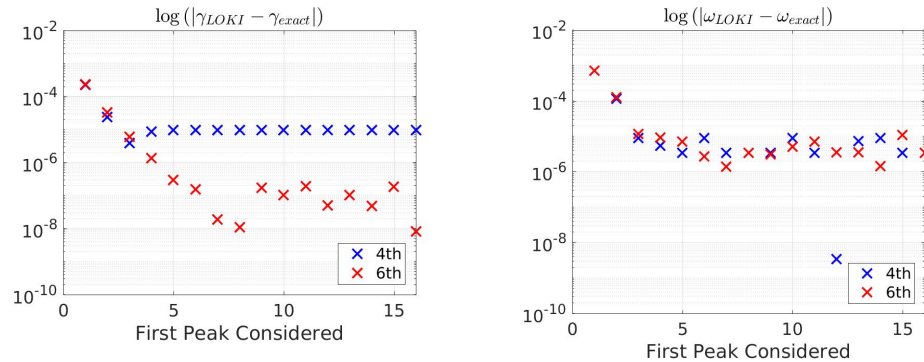 log (|γLOKI − γexact|)
10^-2
10^-4
10^-6
10^-8
10^-10
0 5 10 15
First Peak Considered
4th
6th
log (|ωLOKI − ωexact|)
10^-2
10^-4
10^-6
10^-8
10^-10
0 5 10 15
First Peak Considered
4th
6th